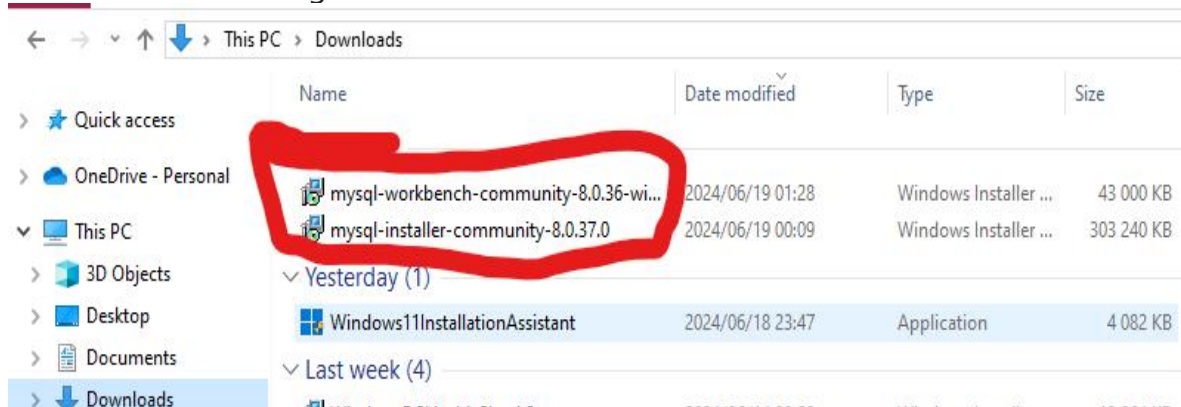 This PC > Downloads
Name Date modified Type Size
Quick access
OneDrive - Personal
mysql-workbench-community-8.0.36-wi... 2024/06/19 01:28 Windows Installer ... 43 000 KB
This PC
mysql-installer-community-8.0.37.0 2024/06/19 00:09 Windows Installer ... 303 240 KB
3D Objects
Yesterday (1)
Desktop
Windows11InstallationAssistant 2024/06/18 23:47 Application 4 082 KB
Documents
Last week (4)
Downloads